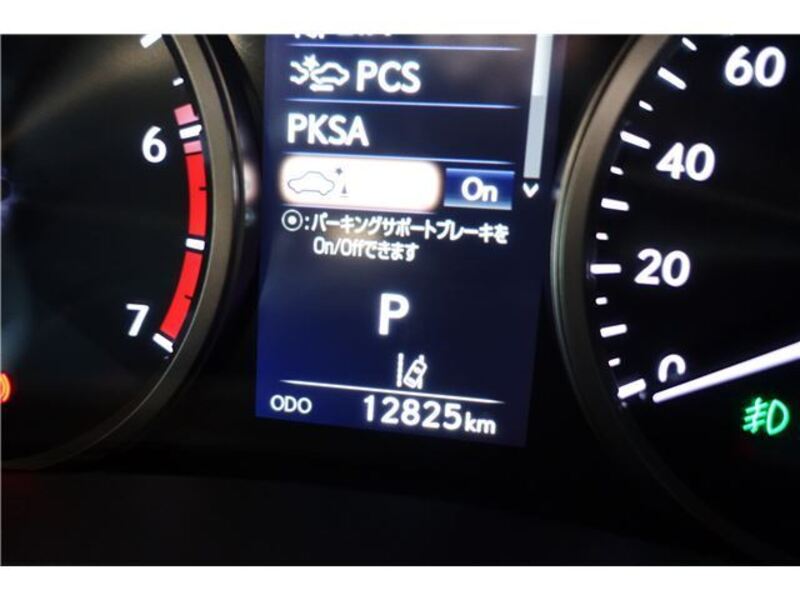 PCS
PKSA
On
:パーキングサポートブレーキを
On/Offできます
P
ODO 12825km
6
7
60
40
20
0